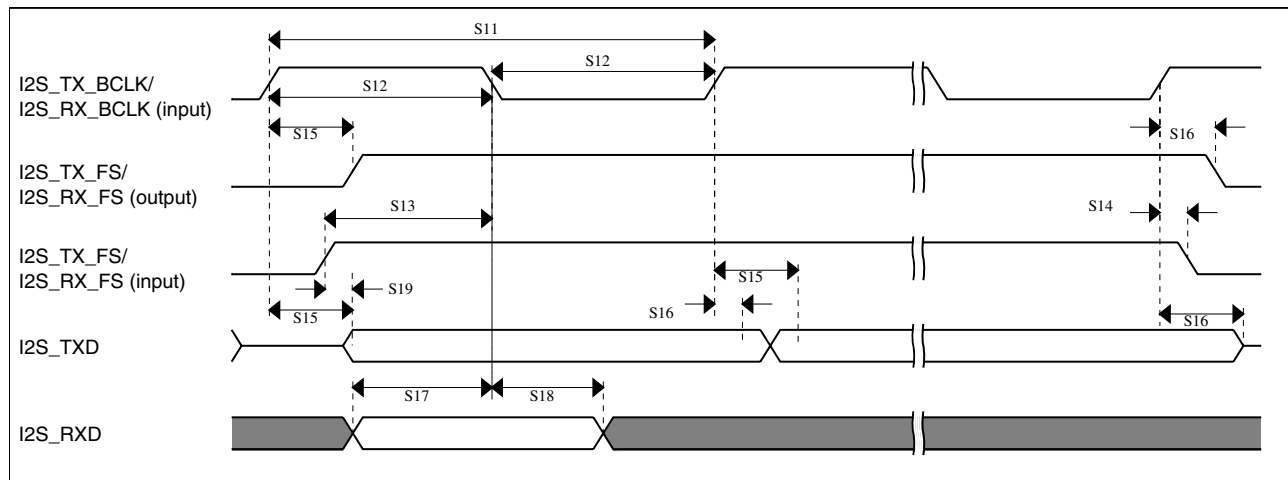 S11
I2S_TX_BCLK/
I2S_RX_BCLK (input)
S12
S12
S15
S16
I2S_TX_FS/
I2S_RX_FS (output)
S13
S14
I2S_TX_FS/
I2S_RX_FS (input)
S15
S19
S15
S16
S16
I2S_TXD
S17
S18
I2S_RXD